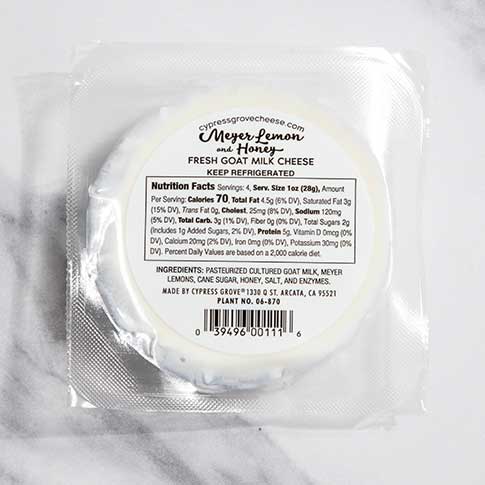 cypressgrovecheese.com
Meyer Lemon
and Honey
FRESH GOAT MILK CHEESE
KEEP REFRIGERATED
Nutrition Facts Servings: 4, Serv. Size 1oz (28g), Amount
Per Serving: Calories 70, Total Fat 4.5g (6% DV), Saturated Fat 3g
(15% DV), Trans Fat 0g, Cholest. 25mg (8% DV), Sodium 120mg
(5% DV), Total Carb. 3g (1% DV), Fiber 0g (0% DV), Total Sugars 2g
(Includes 1g Added Sugars, 2% DV), Protein 5g, Vitamin D 0mcg (0%
DV), Calcium 20mg (2% DV), Iron 0mg (0% DV), Potassium 30mg (0%
DV). Percent Daily Values are based on a 2,000 calorie diet.
INGREDIENTS: PASTEURIZED CULTURED GOAT MILK, MEYER
LEMONS, CANE SUGAR, HONEY, SALT, AND ENZYMES.
MADE BY CYPRESS GROVE® 1330 Q ST. ARCATA, CA 95521
PLANT NO. 06-870
0 39496 00111 6